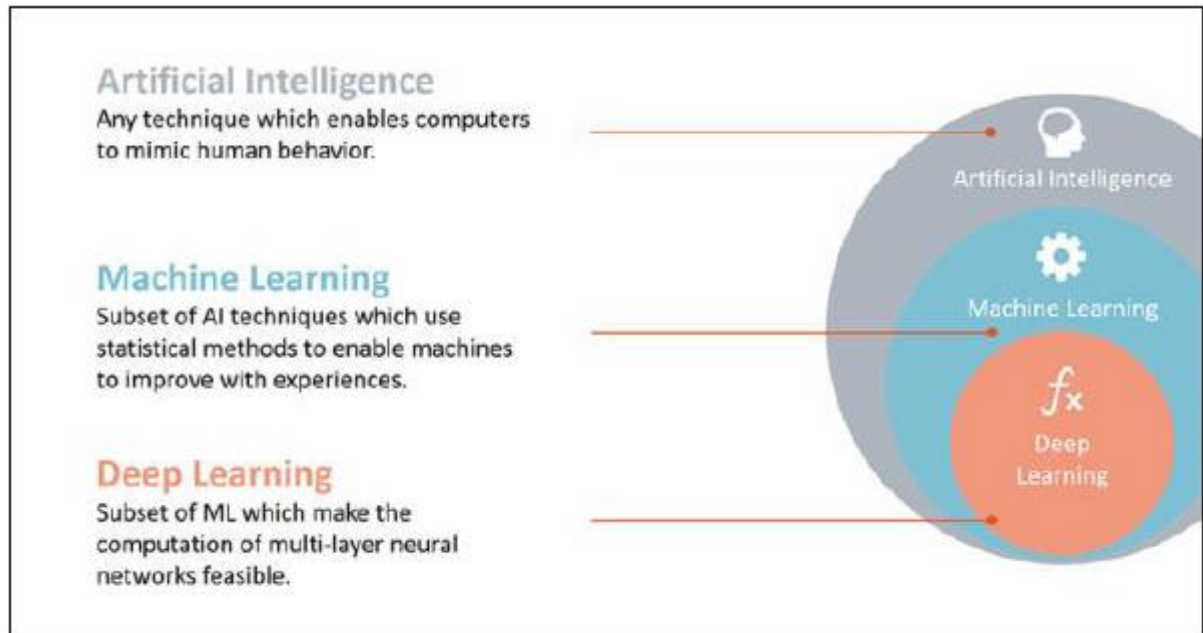 Artificial Intelligence
Any technique which enables computers
to mimic human behavior.
Machine Learning
Subset of AI techniques which use
statistical methods to enable machines
to improve with experiences.
Deep Learning
Subset of ML which make the
computation of multi-layer neural
networks feasible.
Artificial Intelligence
Machine Learning
fx
Deep
Learning